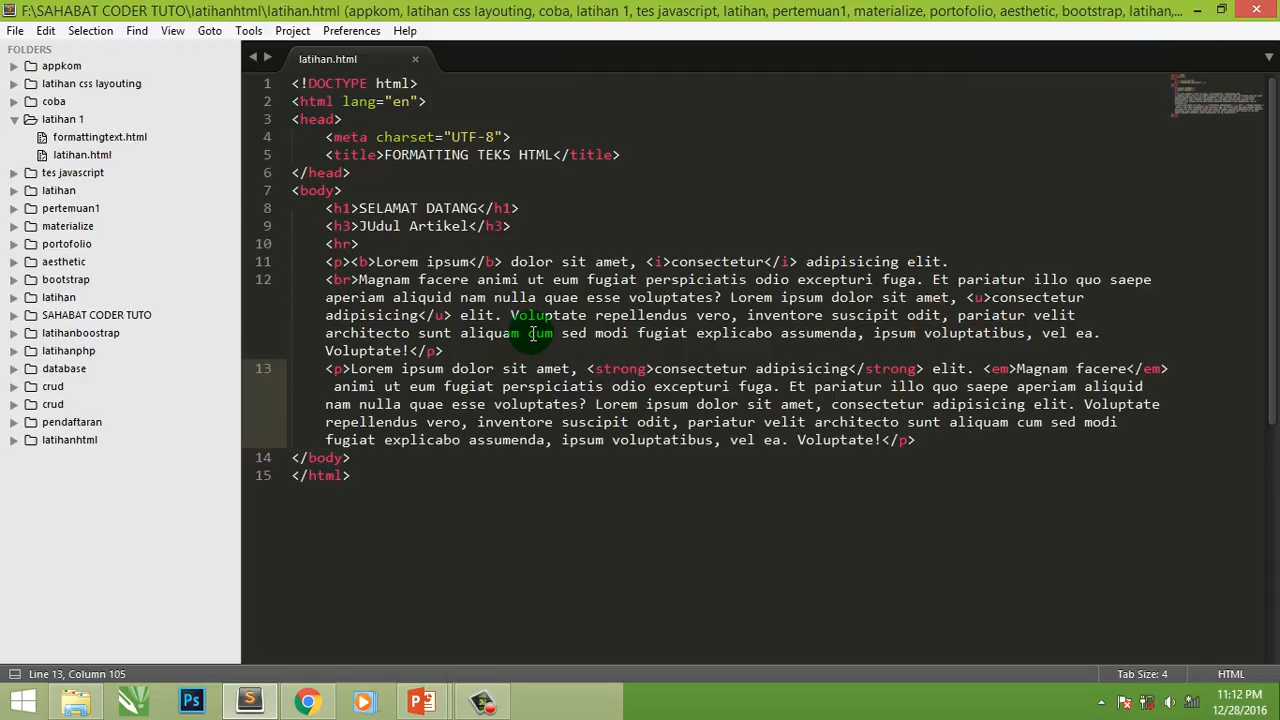 F:\SAHABAT CODER TUTO\latihanhtml\latihan.html (appkom, latihan css layouting, coba, latihan 1, tes javascript, latihan, pertemuan1, materialize, portofolio, aesthetic, bootstrap, latihan,...
File Edit Selection Find View Goto Tools Project Preferences Help
FOLDERS
appkom
latihan css layouting
coba
latihan 1
formattingtext.html
latihan.html
tes javascript
latihan
pertemuan1
materialize
portofolio
aesthetic
bootstrap
latihan
SAHABAT CODER TUTO
latihanboostrap
latihanphp
database
crud
crud
pendaftaran
latihanhtml
latihan.html
1 <!DOCTYPE html>
2 <html lang="en">
3 <head>
4 <meta charset="UTF-8">
5 <title>FORMATTING TEKS HTML</title>
6 </head>
7 <body>
8 <h1>SELAMAT DATANG</h1>
9 <h3>JUdul Artikel</h3>
10 <hr>
11 <p><b>Lorem ipsum</b> dolor sit amet, <i>consectetur</i> adipisicing elit.
12 <br>Magnam facere animi ut eum fugiat perspiciatis odio excepturi fuga. Et pariatur illo quo saepe
aperiam aliquid nam nulla quae esse voluptates? Lorem ipsum dolor sit amet, <u>consectetur
adipisicing</u> elit. Voluptate repellendus vero, inventore suscipit odit, pariatur velit
architecto sunt aliquam cum sed modi fugiat explicabo assumenda, ipsum voluptatibus, vel ea.
Voluptate!</p>
13 <p>Lorem ipsum dolor sit amet, <strong>consectetur adipisicing</strong> elit. <em>Magnam facere</em>
animi ut eum fugiat perspiciatis odio excepturi fuga. Et pariatur illo quo saepe aperiam aliquid
nam nulla quae esse voluptates? Lorem ipsum dolor sit amet, consectetur adipisicing elit. Voluptate
repellendus vero, inventore suscipit odit, pariatur velit architecto sunt aliquam cum sed modi
fugiat explicabo assumenda, ipsum voluptatibus, vel ea. Voluptate!</p>
14 </body>
15 </html>
Line 13, Column 105
Tab Size: 4
HTML
Ps
11:12 PM
12/28/2016